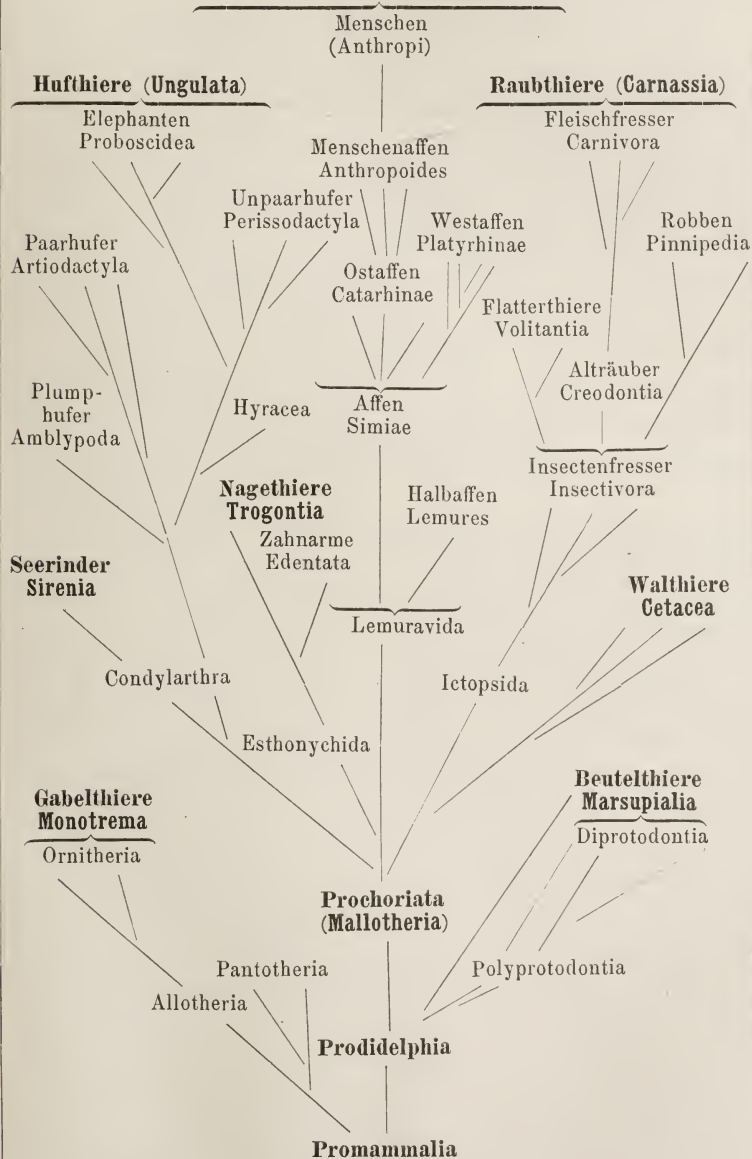 Menschen
(Anthropi)
Hufthiere (Ungulata)
Raubthiere (Carnassia)
Elephanten
Proboscidea
Fleischfresser
Carnivora
Menschenaffen
Anthropoides
Unpaarhufer
Perissodactyla
Westaffen
Platyrhinae
Robben
Pinnipedia
Paarhufer
Artiodactyla
Ostaffen
Catarhinae
Flatterthiere
Volitantia
Alträuber
Creodontia
Plump-
hufer
Amblypoda
Hyracea
Affen
Simiae
Insectenfresser
Insectivora
Nagethiere
Trogontia
Halbaffen
Lemures
Zahnarme
Edentata
Seerinder
Sirenia
Walthiere
Cetacea
Lemuravida
Condylarthra
Ictopsida
Esthonychida
Beutelthiere
Marsupialia
Gabelthiere
Monotrema
Diprotodontia
Ornitheria
Prochoriata
(Mallotheria)
Pantotheria
Polyprotodontia
Allotheria
Prodidelphia
Promammalia